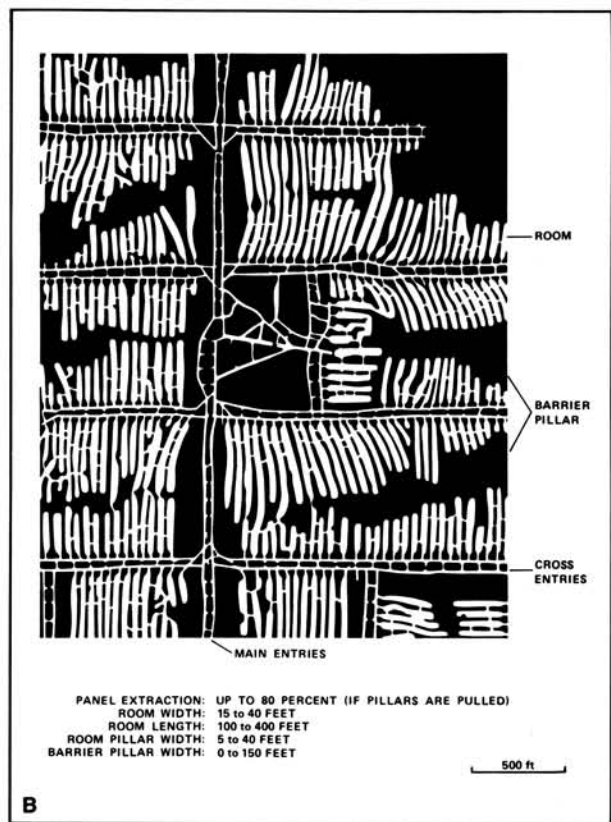 ROOM
BARRIER
PILLAR
CROSS
ENTRIES
MAIN ENTRIES
PANEL EXTRACTION: UP TO 80 PERCENT (IF PILLARS ARE PULLED)
ROOM WIDTH: 15 to 40 FEET
ROOM LENGTH: 100 to 400 FEET
ROOM PILLAR WIDTH: 5 to 40 FEET
BARRIER PILLAR WIDTH: 0 to 150 FEET
500 ft
B